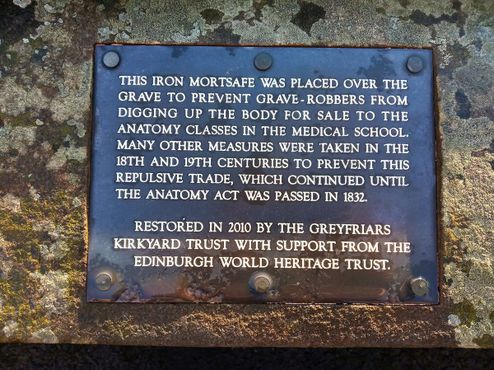 THIS IRON MORTSAFE WAS PLACED OVER THE
GRAVE TO PREVENT GRAVE-ROBBERS FROM
DIGGING UP THE BODY FOR SALE TO THE
ANATOMY CLASSES IN THE MEDICAL SCHOOL.
MANY OTHER MEASURES WERE TAKEN IN THE
18TH AND 19TH CENTURIES TO PREVENT THIS
REPULSIVE TRADE, WHICH CONTINUED UNTIL
THE ANATOMY ACT WAS PASSED IN 1832.
RESTORED IN 2010 BY THE GREYFRIARS
KIRKYARD TRUST WITH SUPPORT FROM THE
EDINBURGH WORLD HERITAGE TRUST.